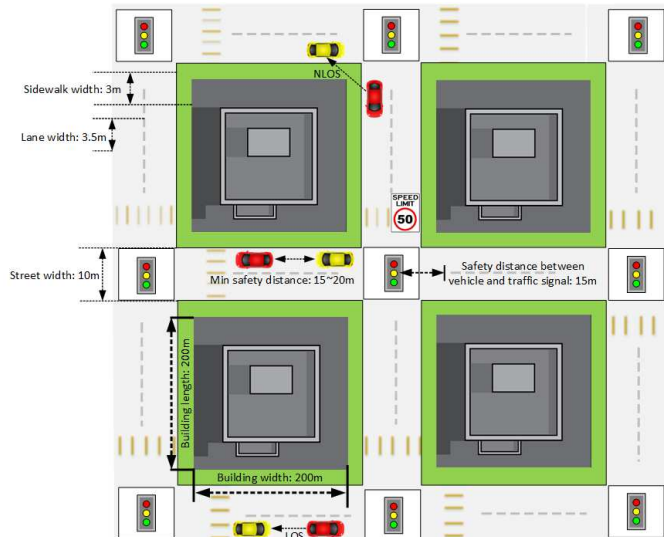 NLOS
Sidewalk width: 3m
Lane width: 3.5m
SPEED
LIMIT
50
Street width: 10m
Min safety distance: 15~20m
Safety distance between
vehicle and traffic signal: 15m
Building length: 200m
Building width: 200m
LOS